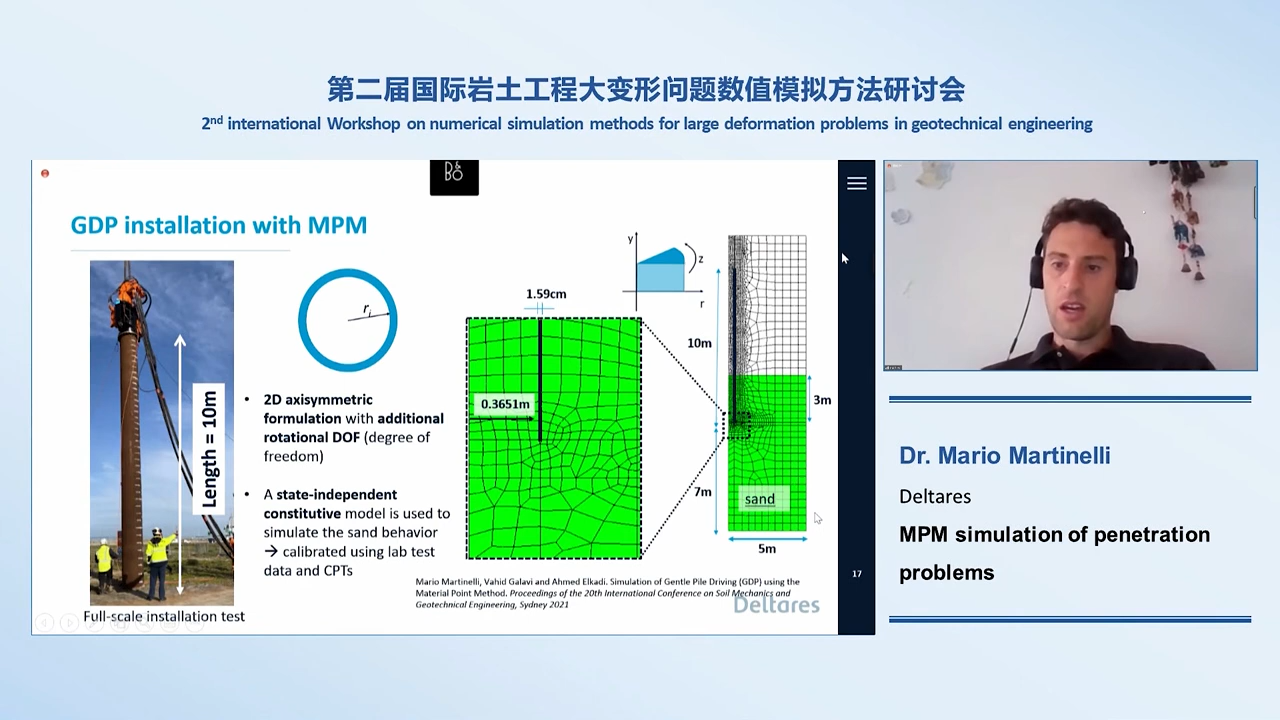 第二届国际岩土工程大变形问题数值模拟方法研讨会
2nd international Workshop on numerical simulation methods for large deformation problems in geotechnical engineering
GDP installation with MPM
Length = 10m
Full-scale installation test
ri
• 2D axisymmetric
formulation with additional
rotational DOF (degree of
freedom)
• A state-independent
constitutive model is used to
simulate the sand behavior
→ calibrated using lab test
data and CPTs
1.59cm
0.3651m
y
z
r
10m
3m
7m
sand
5m
Mario Martinelli, Vahid Galavi and Ahmed Elkadi. Simulation of Gentle Pile Driving (GDP) using the
Material Point Method. Proceedings of the 20th International Conference on Soil Mechanics and
Geotechnical Engineering, Sydney 2021
Deltares
17
Dr. Mario Martinelli
Deltares
MPM simulation of penetration
problems